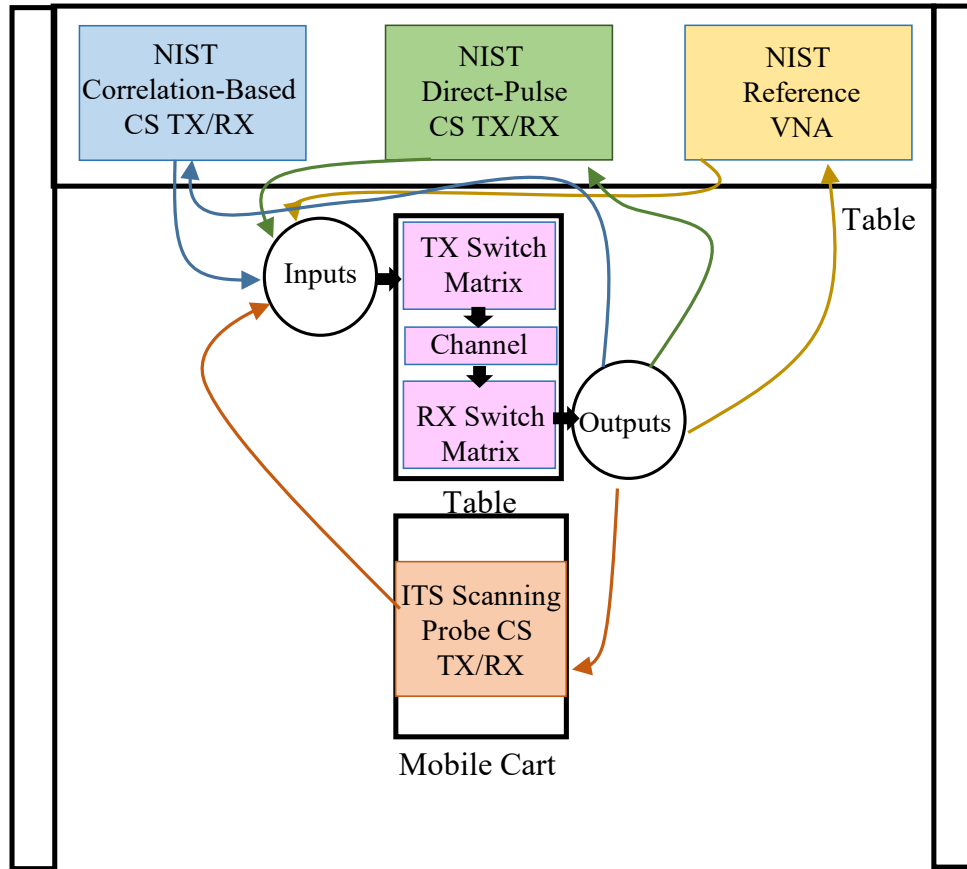 NIST
Correlation-Based
CS TX/RX
NIST
Direct-Pulse
CS TX/RX
NIST
Reference
VNA
Table
Inputs
TX Switch
Matrix
Channel
RX Switch
Matrix
Outputs
Table
ITS Scanning
Probe CS
TX/RX
Mobile Cart